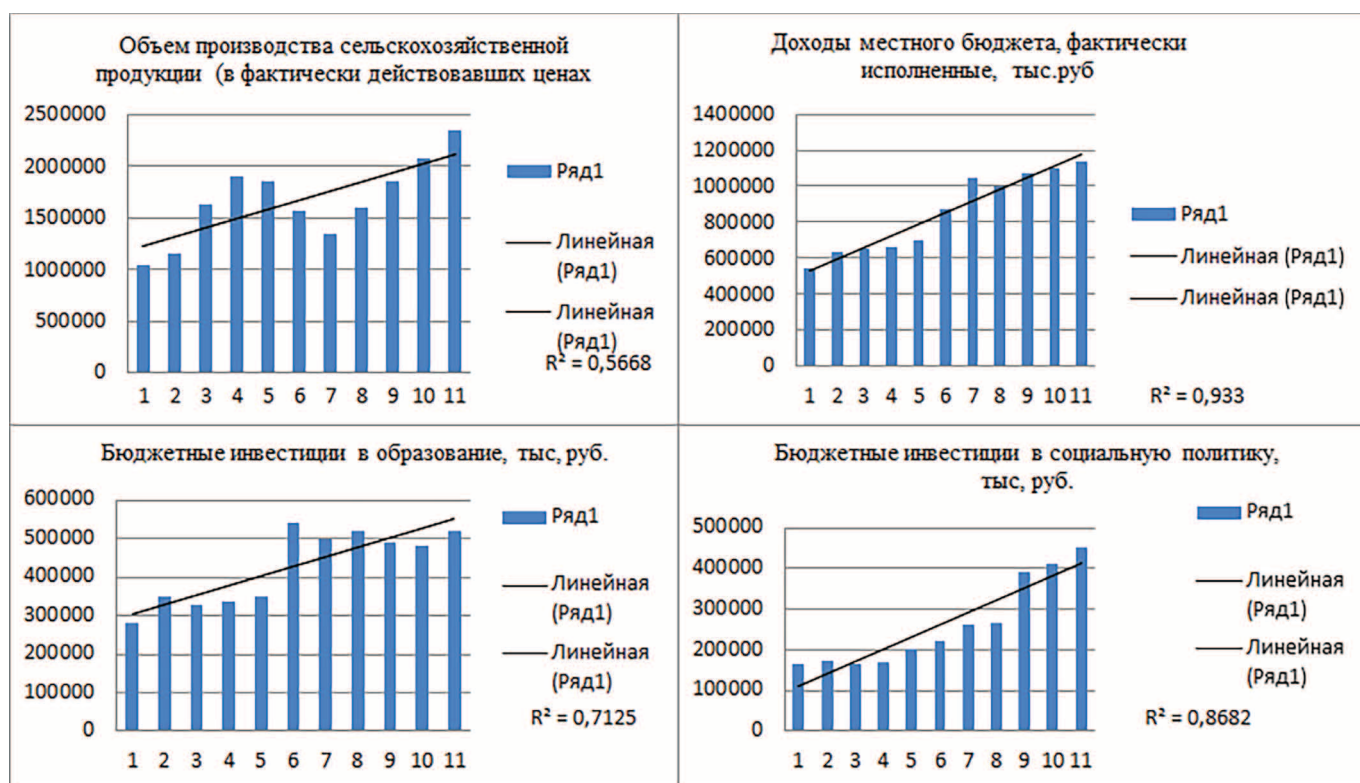 Объем производства сельскохозяйственной
продукции (в фактически действовавших ценах
2500000
2000000
1500000
1000000
500000
0
1 2 3 4 5 6 7 8 9 10 11
Ряд1
Линейная
(Ряд1)
Линейная
(Ряд1)
R² = 0,5668
Доходы местного бюджета, фактически
исполненные, тыс.руб
1400000
1200000
1000000
800000
600000
400000
200000
0
1 2 3 4 5 6 7 8 9 10 11
Ряд1
Линейная (Ряд1)
Линейная (Ряд1)
R² = 0,933
Бюджетные инвестиции в образование, тыс, руб.
600000
500000
400000
300000
200000
100000
0
1 2 3 4 5 6 7 8 9 10 11
Ряд1
Линейная
(Ряд1)
Линейная
(Ряд1)
R² = 0,7125
Бюджетные инвестиции в социальную политику,
тыс, руб.
500000
400000
300000
200000
100000
0
1 2 3 4 5 6 7 8 9 10 11
Ряд1
Линейная
(Ряд1)
Линейная
(Ряд1)
R² = 0,8682